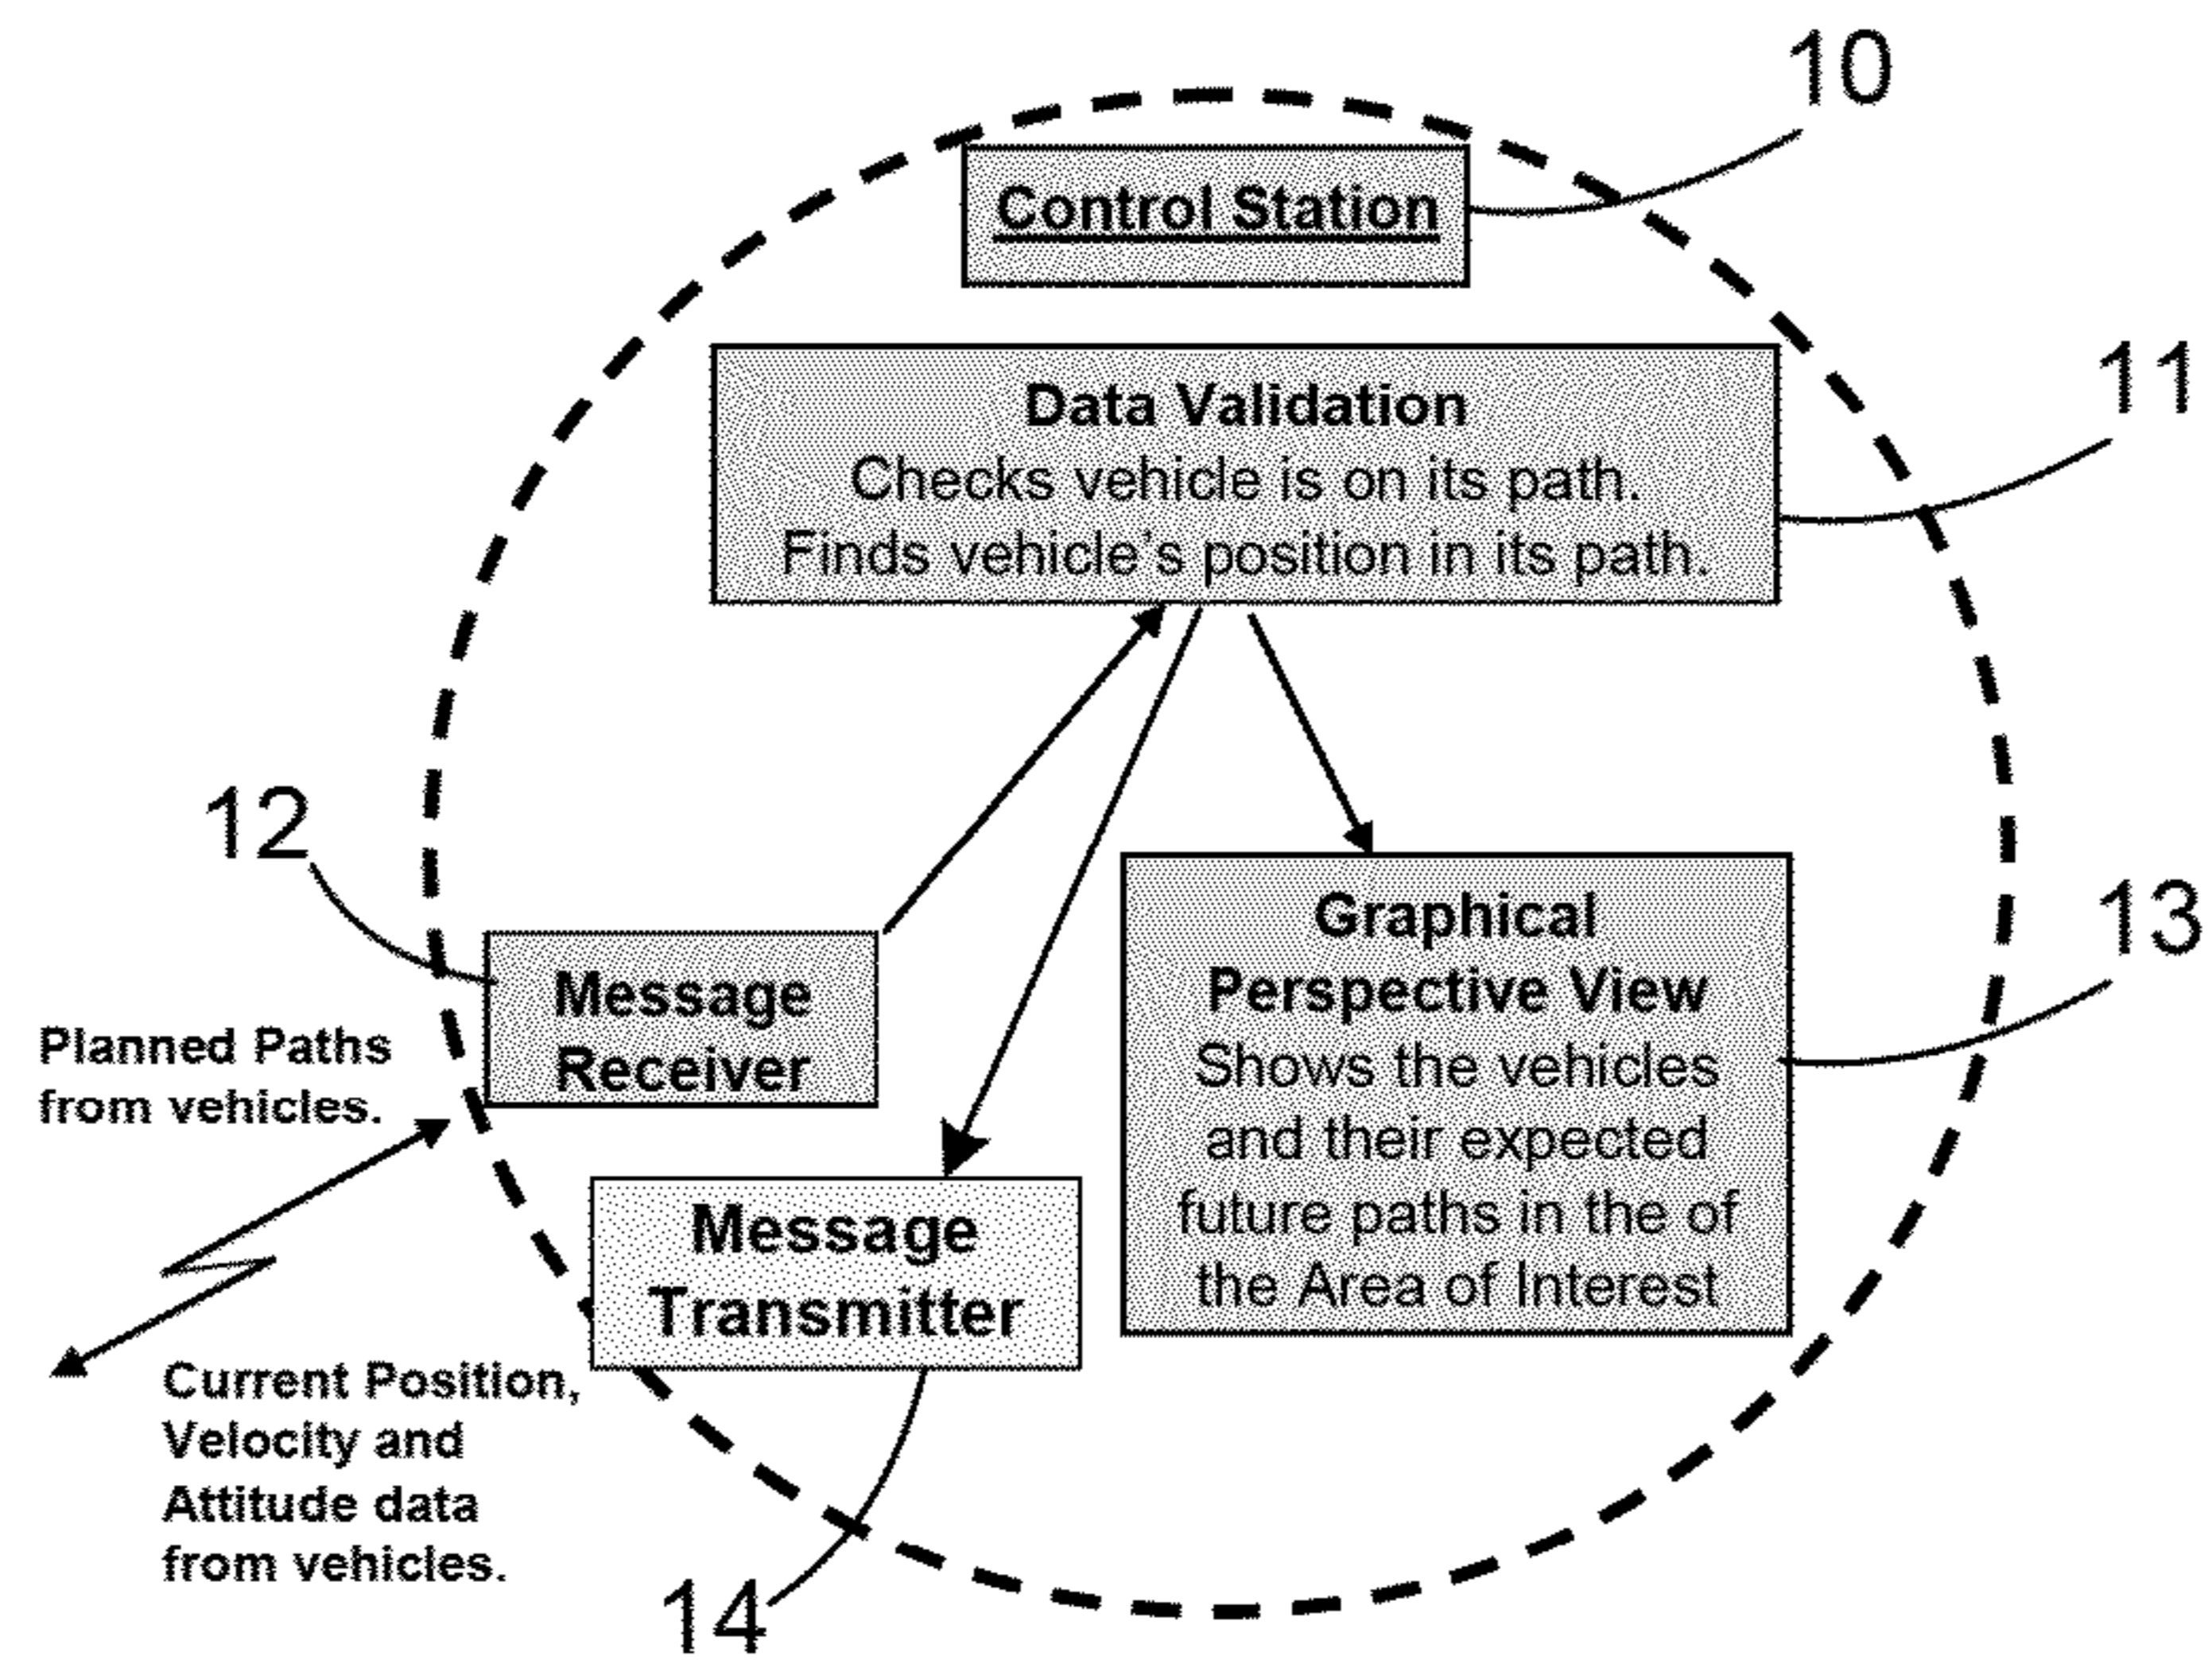 10
Control Station
11
Data Validation
Checks vehicle is on its path.
Finds vehicle's position in its path.
12
Message
Receiver
13
Graphical
Perspective View
Shows the vehicles
and their expected
future paths in the of
the Area of Interest
Planned Paths
from vehicles.
Message
Transmitter
Current Position,
Velocity and
Attitude data
from vehicles.
14